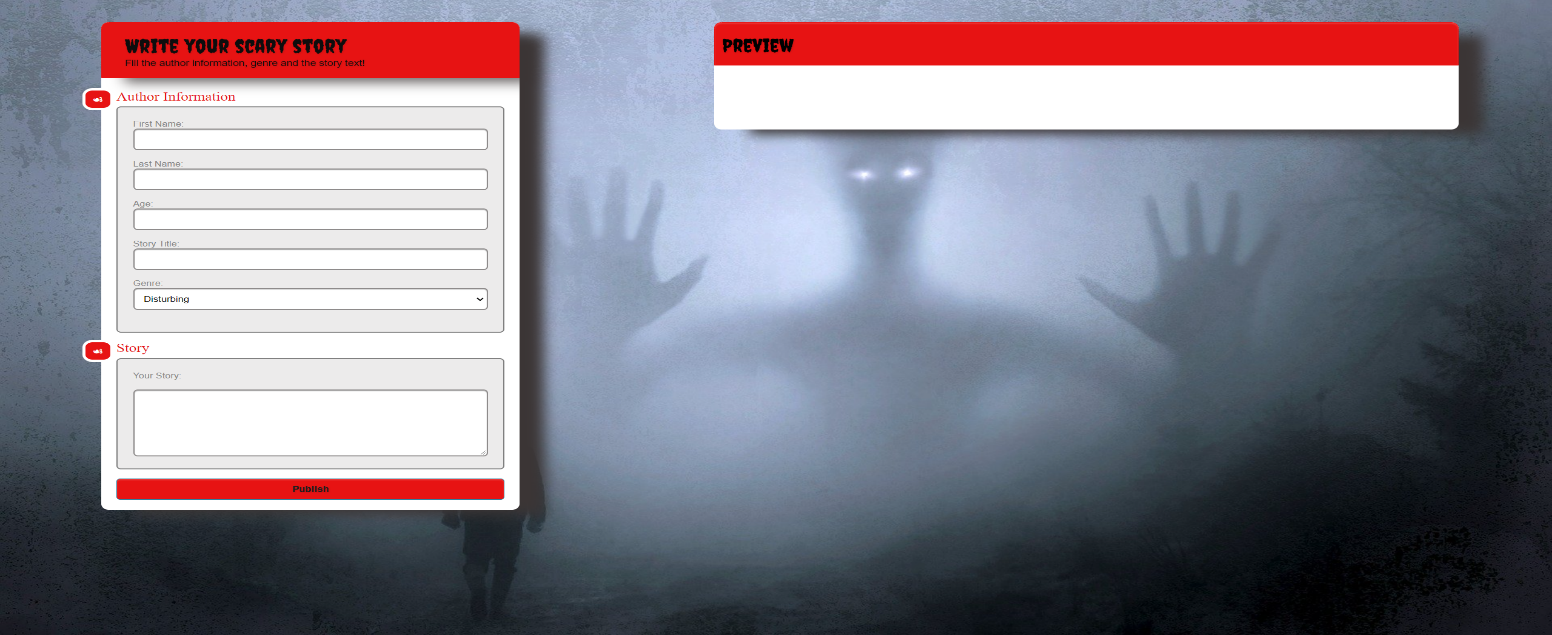 WRITE YOUR SCARY STORY
Fill the author information, genre and the story text!
Author Information
First Name:
Last Name:
Age:
Story Title:
Genre:
Disturbing
Story
Your Story:
Publish
PREVIEW